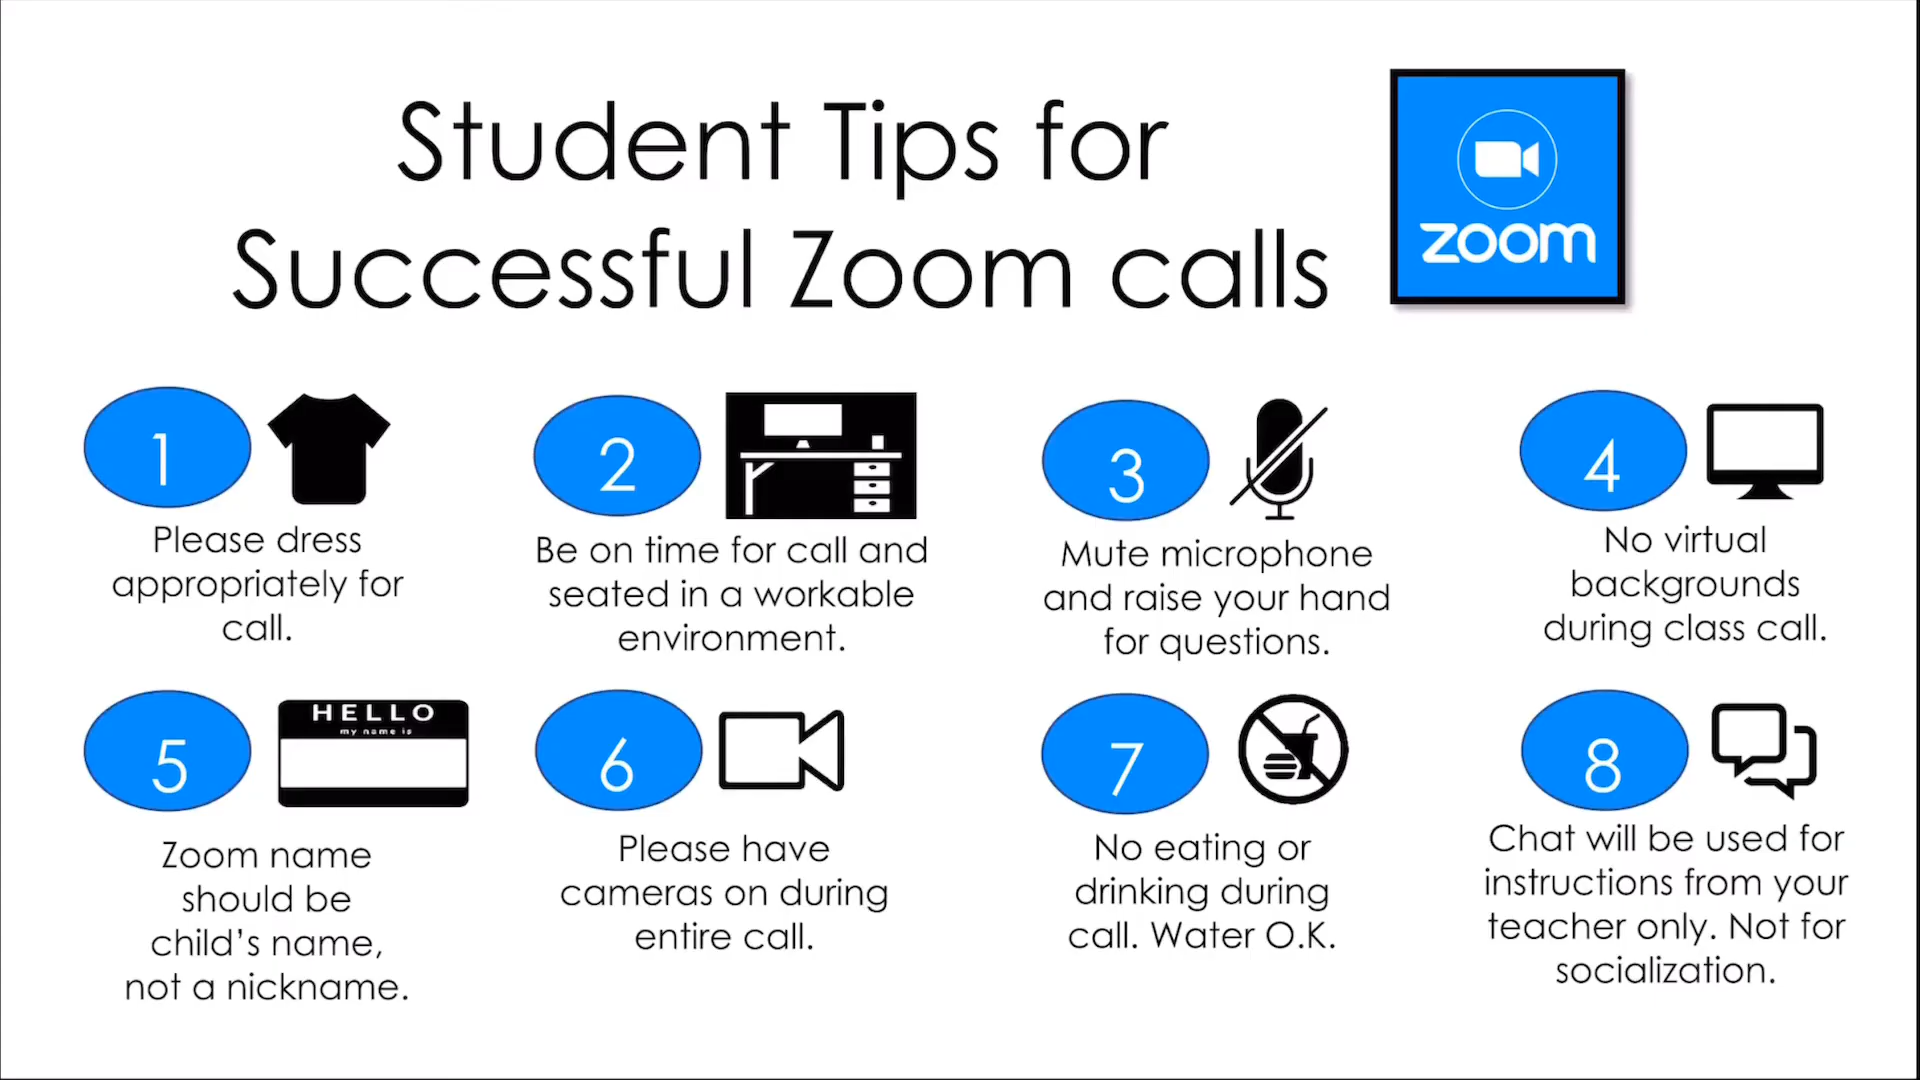 Student Tips for
Successful Zoom calls
zoom
1
Please dress
appropriately for
call.
2
Be on time for call and
seated in a workable
environment.
3
Mute microphone
and raise your hand
for questions.
4
No virtual
backgrounds
during class call.
5
HELLO
my name is
Zoom name
should be
child's name,
not a nickname.
6
Please have
cameras on during
entire call.
7
No eating or
drinking during
call. Water O.K.
8
Chat will be used for
instructions from your
teacher only. Not for
socialization.